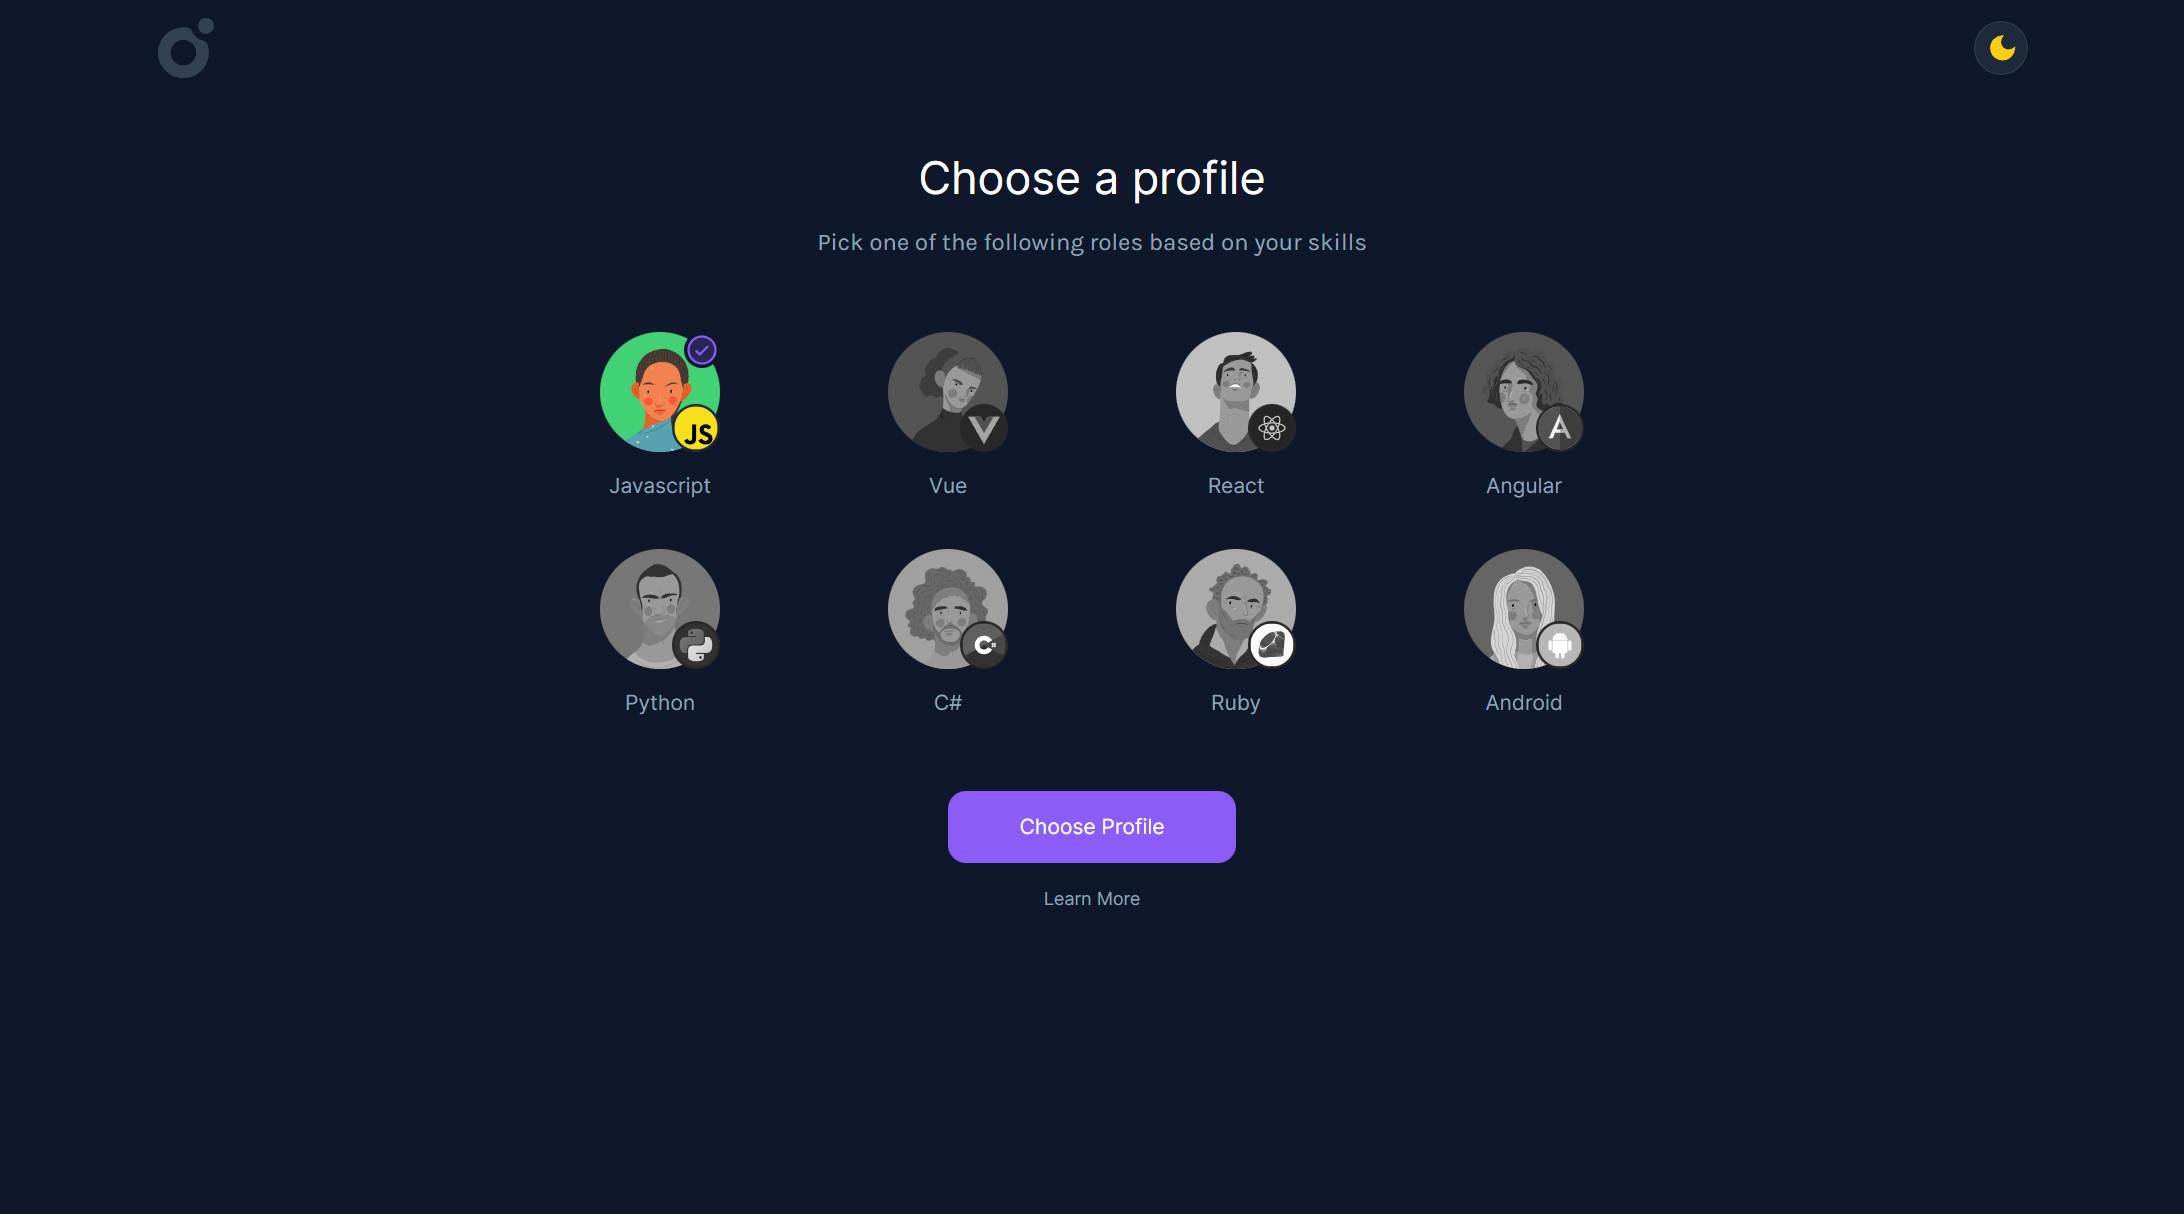 Choose a profile
Pick one of the following roles based on your skills
JS
Javascript
Vue
React
Angular
Python
C#
Ruby
Android
Choose Profile
Learn More